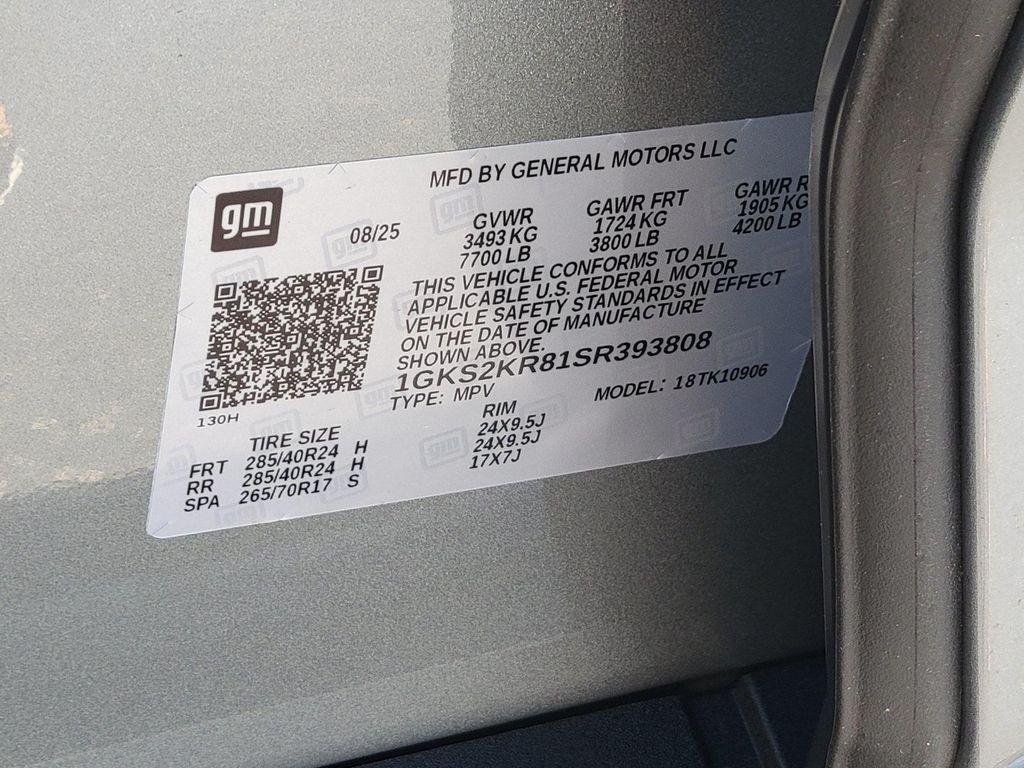 gm
MFD BY GENERAL MOTORS LLC
08/25
GVWR GAWR FRT GAWR R
3493 KG 1724 KG 1905 KG
7700 LB 3800 LB 4200 LB
THIS VEHICLE CONFORMS TO ALL
APPLICABLE U.S. FEDERAL MOTOR
VEHICLE SAFETY STANDARDS IN EFFECT
ON THE DATE OF MANUFACTURE
SHOWN ABOVE.
1GKS2KR81SR393808
TYPE: MPV MODEL: 18TK10906
130H
TIRE SIZE RIM
FRT 285/40R24 H 24X9.5J
RR 285/40R24 H 24X9.5J
SPA 265/70R17 S 17X7J